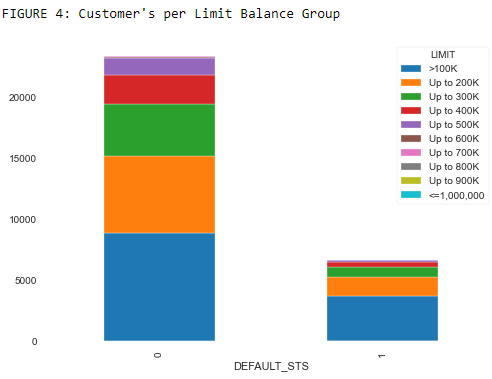 FIGURE 4: Customer's per Limit Balance Group
LIMIT
>100K
Up to 200K
Up to 300K
Up to 400K
Up to 500K
Up to 600K
Up to 700K
Up to 800K
Up to 900K
<=1,000,000
20000
15000
10000
5000
0
0
1
DEFAULT_STS